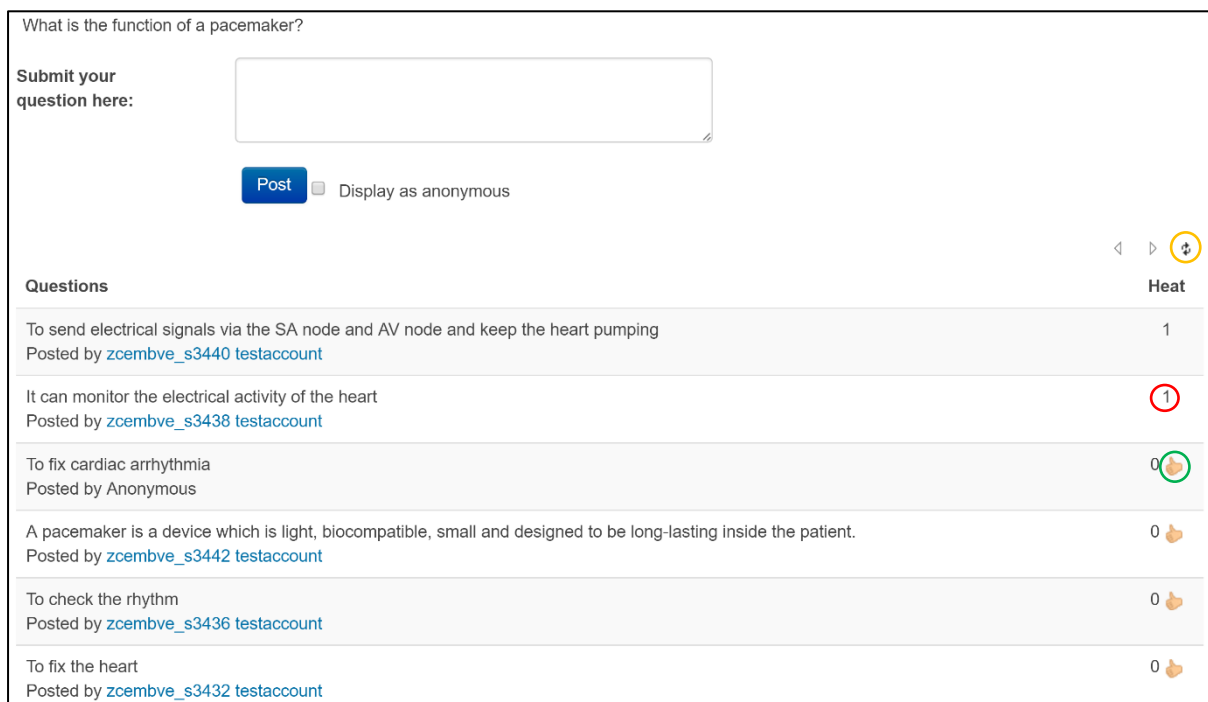 What is the function of a pacemaker?
Submit your
question here:
Post Display as anonymous
Questions Heat
To send electrical signals via the SA node and AV node and keep the heart pumping 1
Posted by zcembve_s3440 testaccount
It can monitor the electrical activity of the heart 1
Posted by zcembve_s3438 testaccount
To fix cardiac arrhythmia 0
Posted by Anonymous
A pacemaker is a device which is light, biocompatible, small and designed to be long-lasting inside the patient. 0
Posted by zcembve_s3442 testaccount
To check the rhythm 0
Posted by zcembve_s3436 testaccount
To fix the heart 0
Posted by zcembve_s3432 testaccount